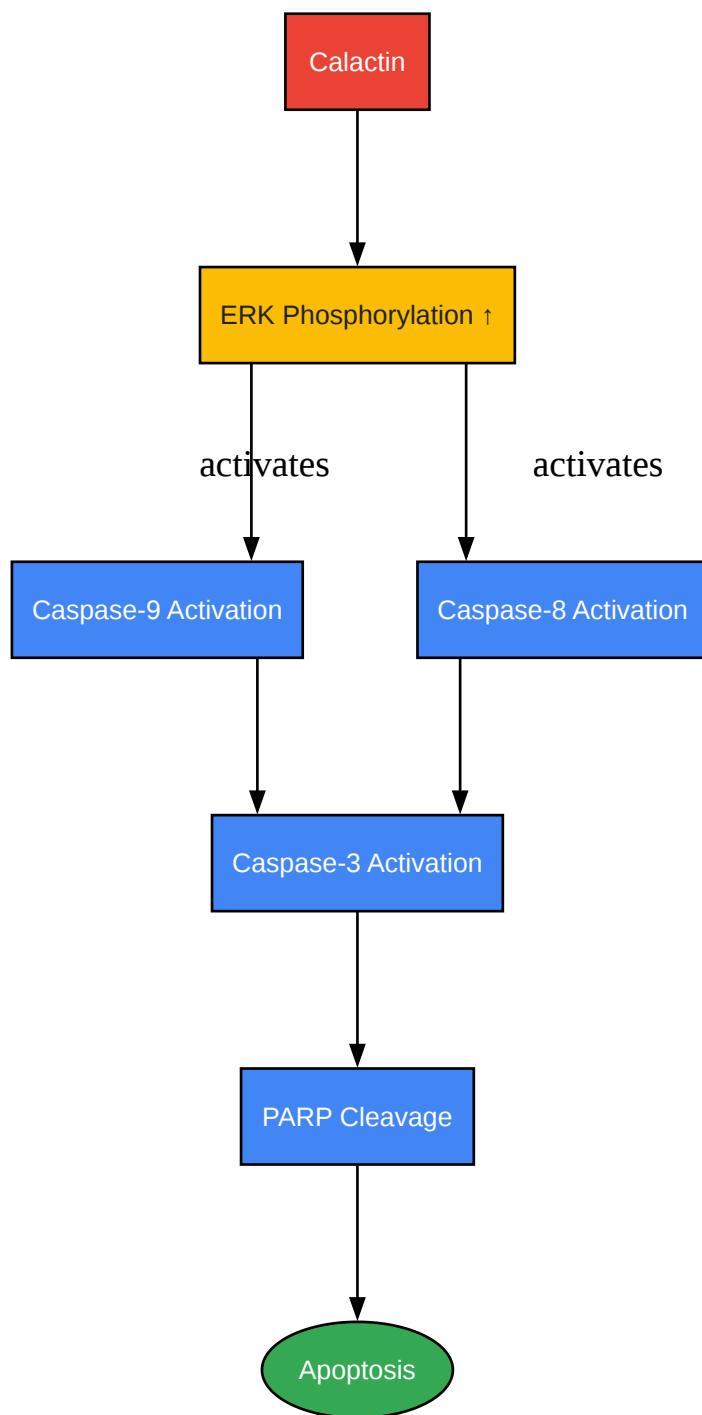 Calactin
ERK Phosphorylation ↑
activates
activates
Caspase-9 Activation
Caspase-8 Activation
Caspase-3 Activation
PARP Cleavage
Apoptosis